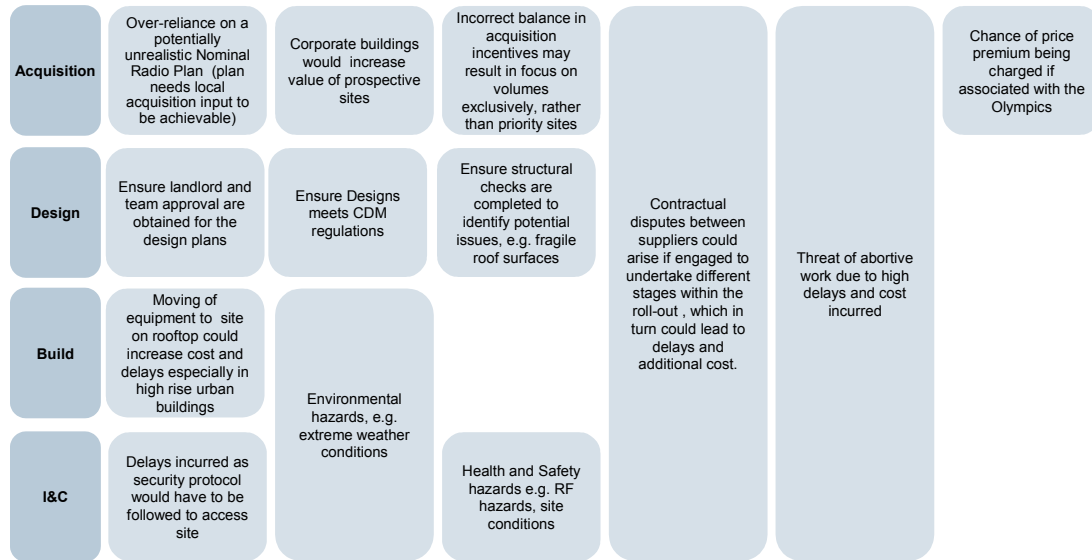 Acquisition
Over-reliance on a
potentially
unrealistic Nominal
Radio Plan (plan
needs local
acquisition input to
be achievable)
Corporate buildings
would increase
value of prospective
sites
Incorrect balance in
acquisition
incentives may
result in focus on
volumes
exclusively, rather
than priority sites
Chance of price
premium being
charged if
associated with the
Olympics
Design
Ensure landlord and
team approval are
obtained for the
design plans
Ensure Designs
meets CDM
regulations
Ensure structural
checks are
completed to
identify potential
issues, e.g. fragile
roof surfaces
Contractual
disputes between
suppliers could
arise if engaged to
undertake different
stages within the
roll-out , which in
turn could lead to
delays and
additional cost.
Threat of abortive
work due to high
delays and cost
incurred
Build
Moving of
equipment to site
on rooftop could
increase cost and
delays especially in
high rise urban
buildings
Environmental
hazards, e.g.
extreme weather
conditions
I&C
Delays incurred as
security protocol
would have to be
followed to access
site
Health and Safety
hazards e.g. RF
hazards, site
conditions